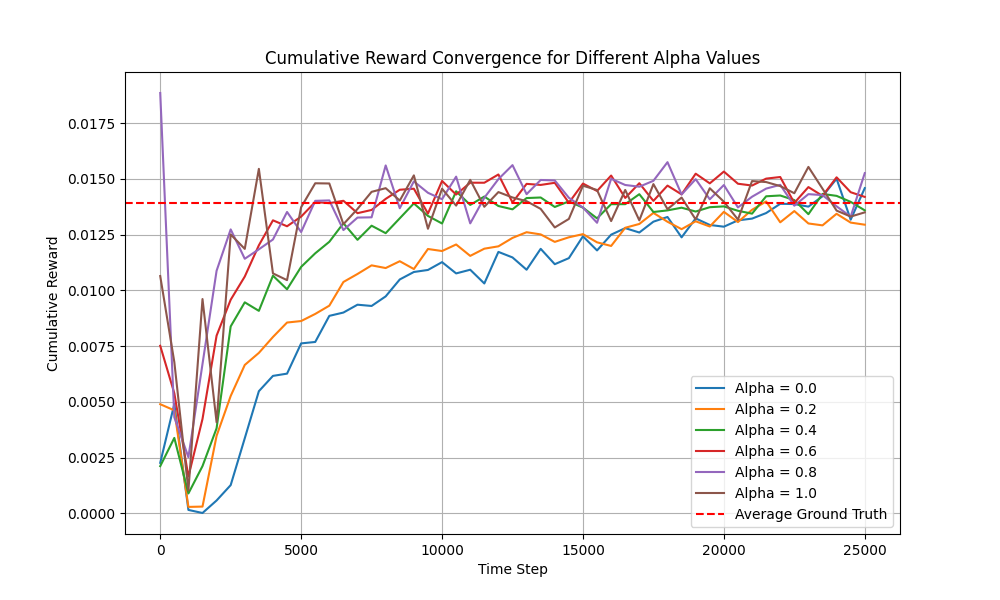 Cumulative Reward Convergence for Different Alpha Values
Cumulative Reward
0.0175
0.0150
0.0125
0.0100
0.0075
0.0050
0.0025
0.0000
Alpha = 0.0
Alpha = 0.2
Alpha = 0.4
Alpha = 0.6
Alpha = 0.8
Alpha = 1.0
Average Ground Truth
0 5000 10000 15000 20000 25000
Time Step